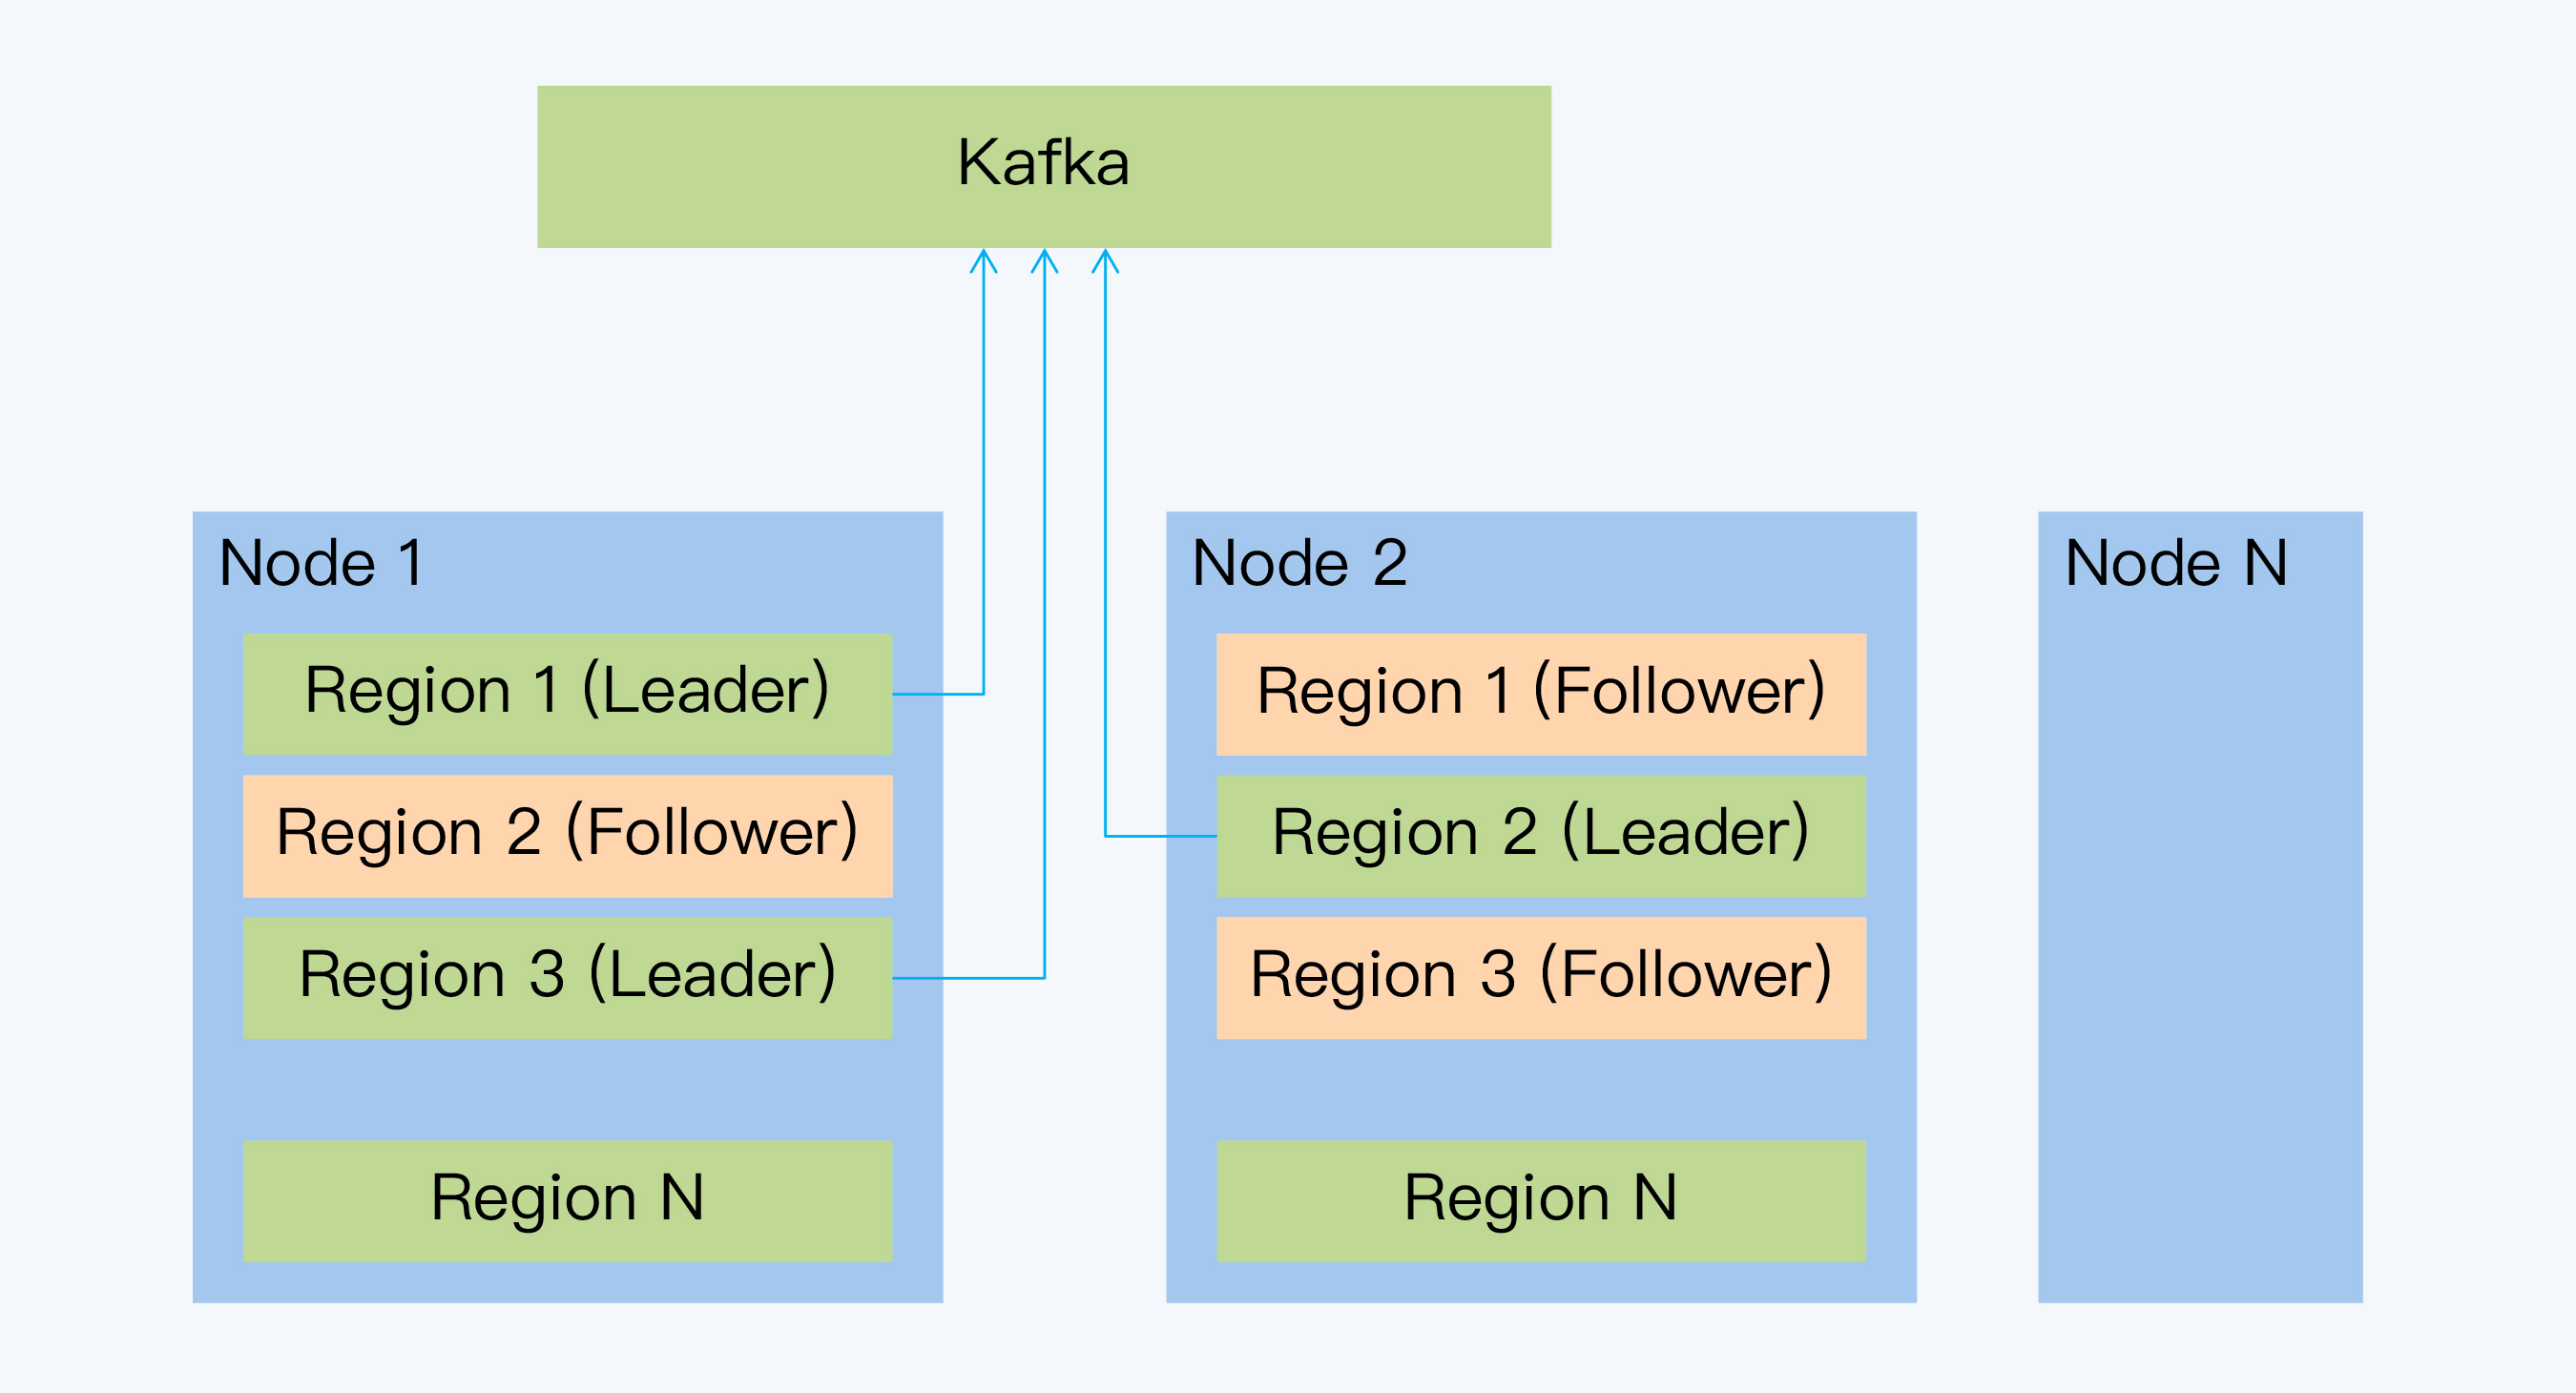 Kafka
Node 1
Region 1 (Leader)
Region 2 (Follower)
Region 3 (Leader)
Region N
Node 2
Region 1 (Follower)
Region 2 (Leader)
Region 3 (Follower)
Region N
Node N